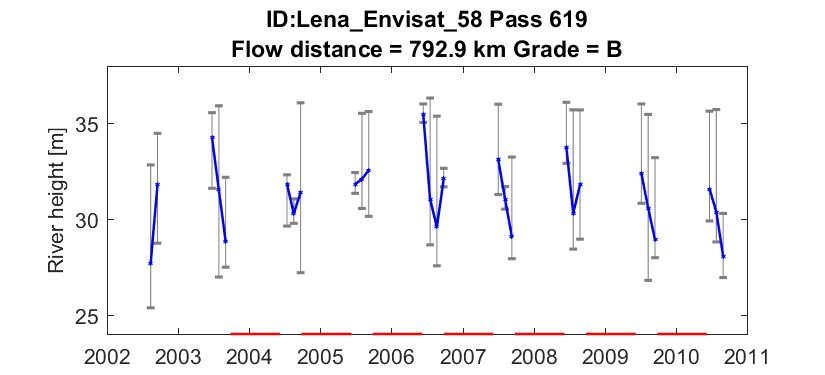 ID:Lena_Envisat_58 Pass 619
Flow distance = 792.9 km Grade = B
River height [m]
35
30
25
2002 2003 2004 2005 2006 2007 2008 2009 2010 2011